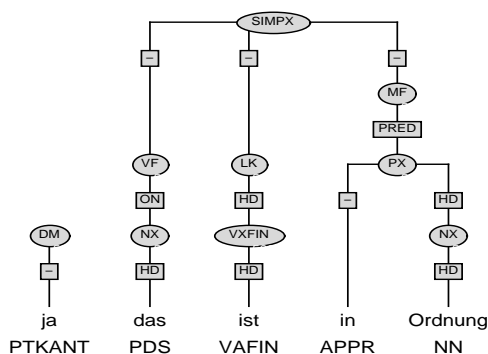 SIMPX
– – –
MF
PRED
VF LK PX
ON HD – HD
DM NX VXFIN NX
– HD HD HD
ja das ist in Ordnung
PTKANT PDS VAFIN APPR NN